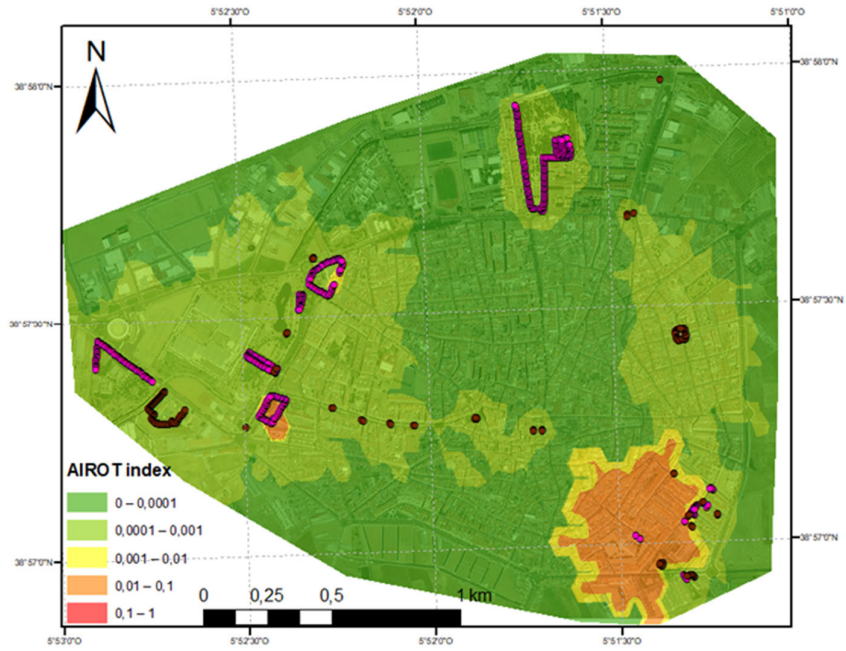 5°52'30"O 5°52'0"O 5°51'30"O 5°51'0"O
N
38°58'0"N 38°58'0"N
38°57'30"N 38°57'30"N
AIROT index
0 – 0,0001
0,0001 – 0,001
0,001 – 0,01
0,01 – 0,1
0,1 – 1
38°57'0"N 38°57'0"N
0 0,25 0,5 1 km
5°53'0"O 5°52'30"O 5°52'0"O 5°51'30"O